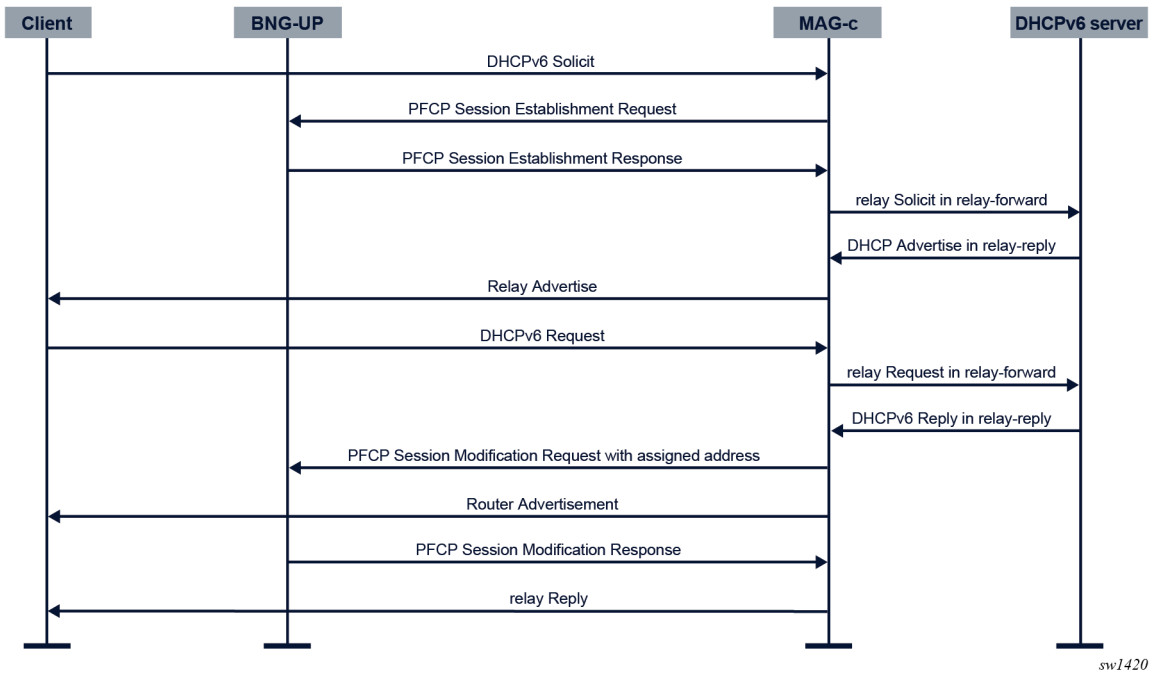 Client BNG-UP MAG-c DHCPv6 server
DHCPv6 Solicit
PFCP Session Establishment Request
PFCP Session Establishment Response
relay Solicit in relay-forward
DHCP Advertise in relay-reply
Relay Advertise
DHCPv6 Request
relay Request in relay-forward
DHCPv6 Reply in relay-reply
PFCP Session Modification Request with assigned address
Router Advertisement
PFCP Session Modification Response
relay Reply
sw1420